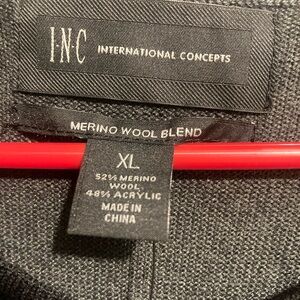 I·N·C INTERNATIONAL CONCEPTS
MERINO WOOL BLEND
XL
52% MERINO
WOOL
48% ACRYLIC
MADE IN
CHINA